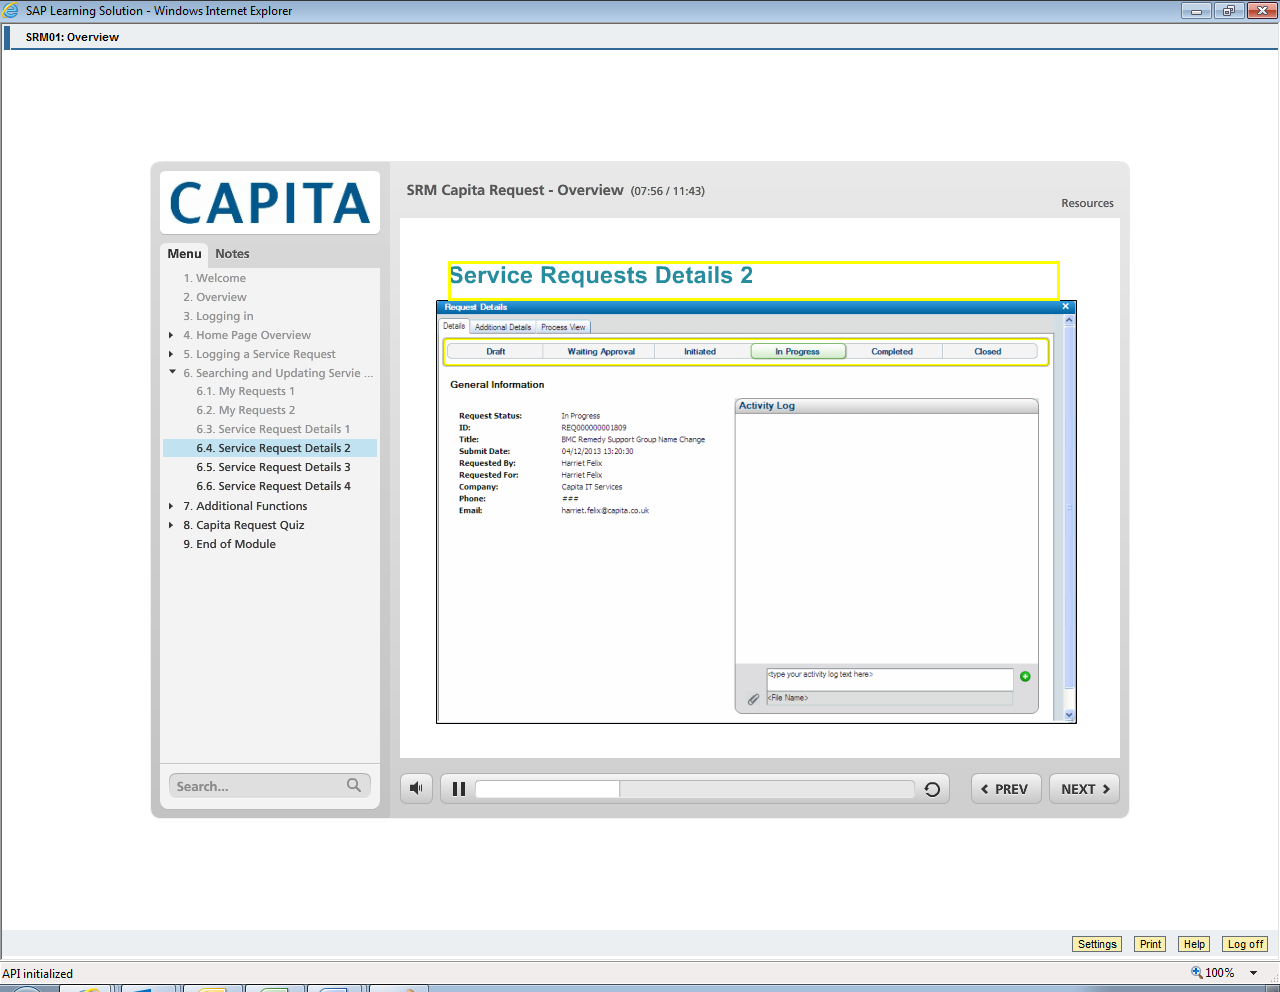 SAP Learning Solution - Windows Internet Explorer
SRM01: Overview
CAPITA
SRM Capita Request - Overview (07:56 / 11:43)
Resources
Menu Notes
1. Welcome
2. Overview
3. Logging in
4. Home Page Overview
5. Logging a Service Request
6. Searching and Updating Servie ...
6.1. My Requests 1
6.2. My Requests 2
6.3. Service Request Details 1
6.4. Service Request Details 2
6.5. Service Request Details 3
6.6. Service Request Details 4
7. Additional Functions
8. Capita Request Quiz
9. End of Module
Search...
Service Requests Details 2
Request Details
Details Additional Details Process View
Draft Waiting Approval Initiated In Progress Completed Closed
General Information
Request Status: In Progress
ID: REQ000000001809
Title: BMC Remedy Support Group Name Change
Submit Date: 04/12/2013 13:20:30
Requested By: Harriet Felix
Requested For: Harriet Felix
Company: Capita IT Services
Phone: ###
Email: harriet.felix@capita.co.uk
Activity Log
<type your activity log text here>
<File Name>
PREV NEXT
Settings Print Help Log off
API initialized
100%